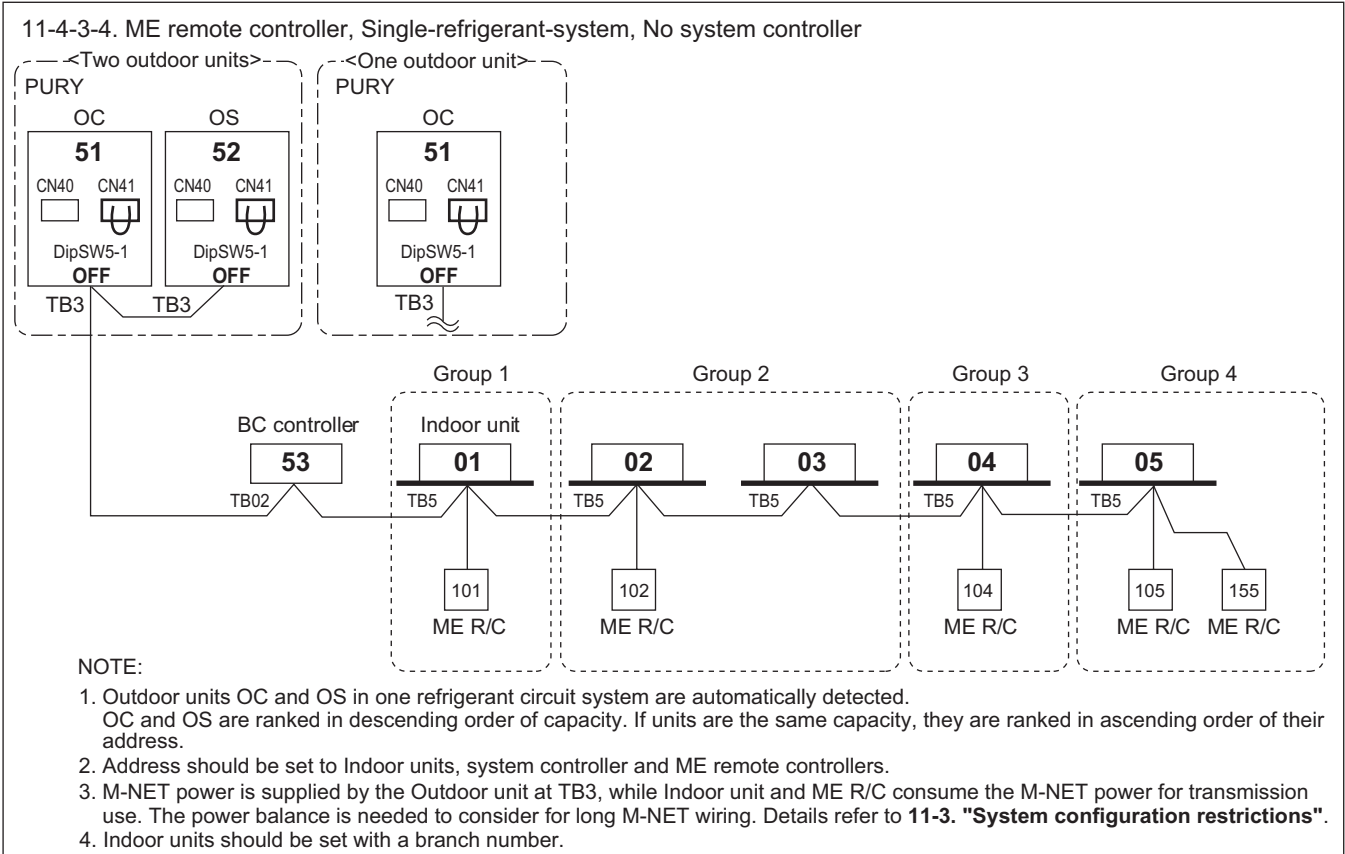 11-4-3-4. ME remote controller, Single-refrigerant-system, No system controller
<Two outdoor units> <One outdoor unit>
PURY PURY
OC OS OC
51 52 51
CN40 CN41 CN40 CN41 CN40 CN41
DipSW5-1 DipSW5-1 DipSW5-1
OFF OFF OFF
TB3 TB3 TB3
Group 1 Group 2 Group 3 Group 4
BC controller Indoor unit
53 01 02 03 04 05
TB02 TB5 TB5 TB5 TB5 TB5
101 102 104 105 155
ME R/C ME R/C ME R/C ME R/C ME R/C
NOTE:
1. Outdoor units OC and OS in one refrigerant circuit system are automatically detected.
OC and OS are ranked in descending order of capacity. If units are the same capacity, they are ranked in ascending order of their
address.
2. Address should be set to Indoor units, system controller and ME remote controllers.
3. M-NET power is supplied by the Outdoor unit at TB3, while Indoor unit and ME R/C consume the M-NET power for transmission
use. The power balance is needed to consider for long M-NET wiring. Details refer to 11-3. "System configuration restrictions".
4. Indoor units should be set with a branch number.